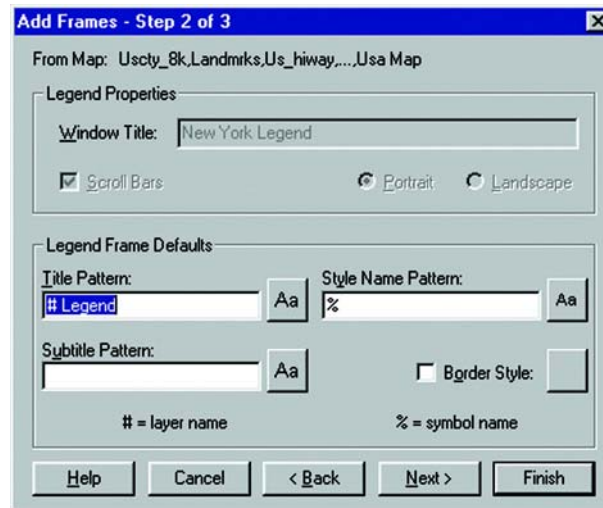 Add Frames - Step 2 of 3
From Map: Uscty_8k,Landmrks,Us_hiway,...,Usa Map
Legend Properties
Window Title: New York Legend
Scroll Bars Portrait Landscape
Legend Frame Defaults
Title Pattern: Style Name Pattern:
# Legend Aa % Aa
Subtitle Pattern:
Aa Border Style:
# = layer name % = symbol name
Help Cancel < Back Next > Finish